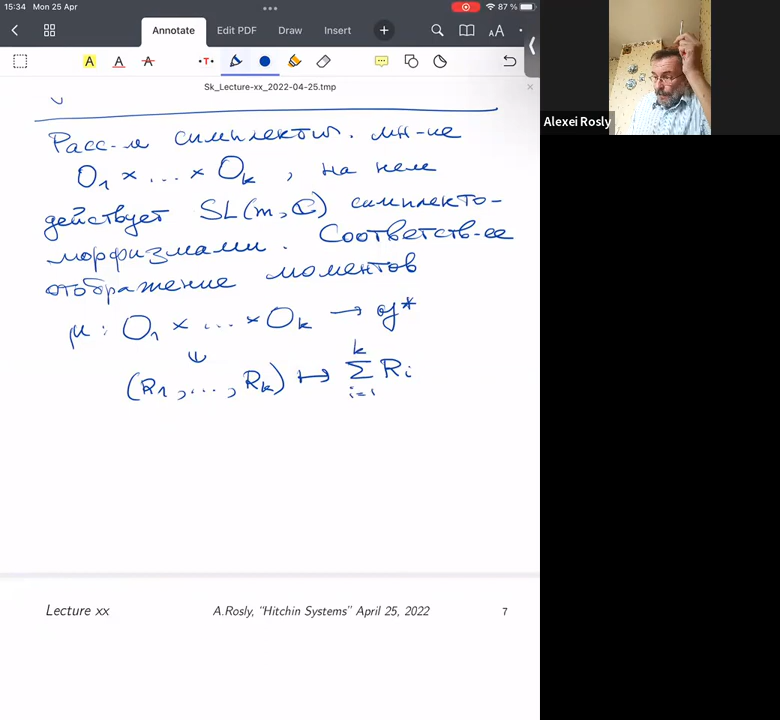 15:34 Mon 25 Apr
87 %
Annotate Edit PDF Draw Insert
Sk_Lecture-xx_2022-04-25.tmp
Alexei Rosly
Расс-м симплектич. мн-ие
O₁ × ... × Oₖ , на нем
действует SL(m, ℂ) симплекто-
морфизмами. Соответств-ее
отображение моментов
μ : O₁ × ... × Oₖ → 𝔤*
(R₁, ..., Rₖ) ↦ Σᵢ₌₁ᵏ Rᵢ
Lecture xx A.Rosly, "Hitchin Systems" April 25, 2022 7